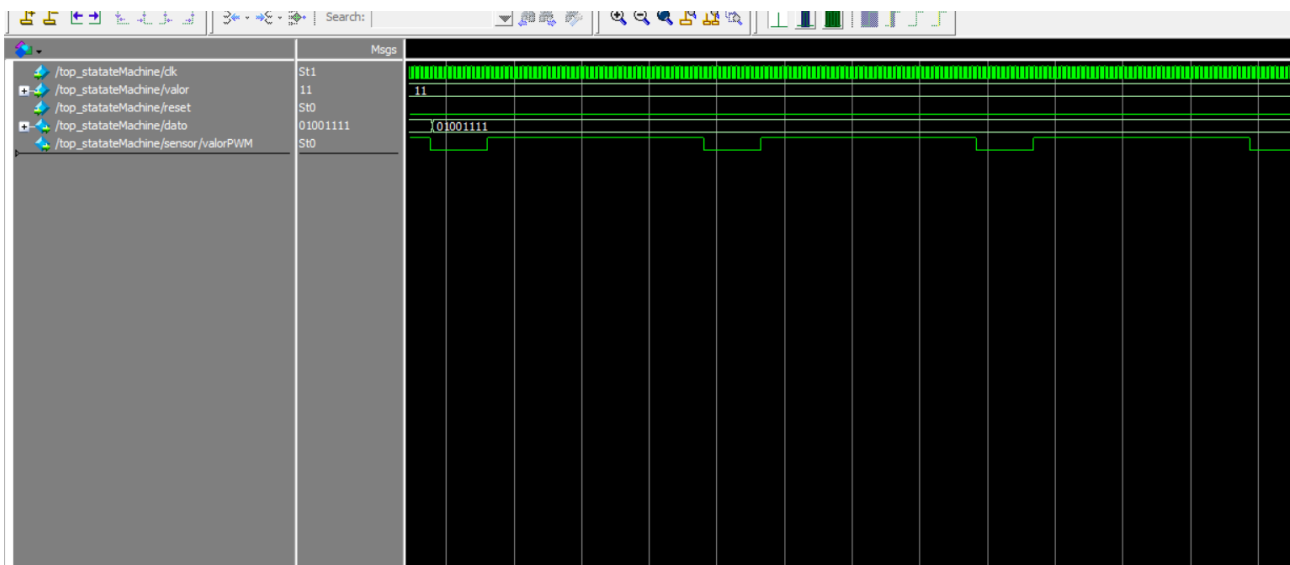 Search:
Msgs
/top_statateMachine/clk St1
/top_statateMachine/valor 11 11
/top_statateMachine/reset St0
/top_statateMachine/dato 01001111 01001111
/top_statateMachine/sensor/valorPWM St0